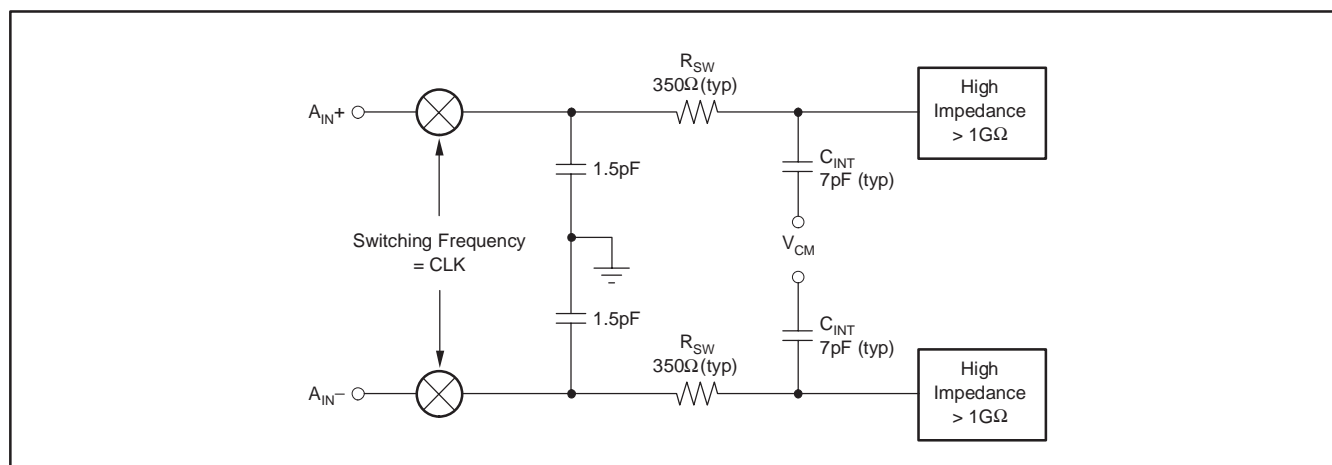 R_SW
350Ω (typ)
High
Impedance
> 1GΩ
A_IN+
1.5pF
C_INT
7pF (typ)
Switching Frequency
= CLK
V_CM
1.5pF
C_INT
7pF (typ)
R_SW
350Ω (typ)
A_IN−
High
Impedance
> 1GΩ